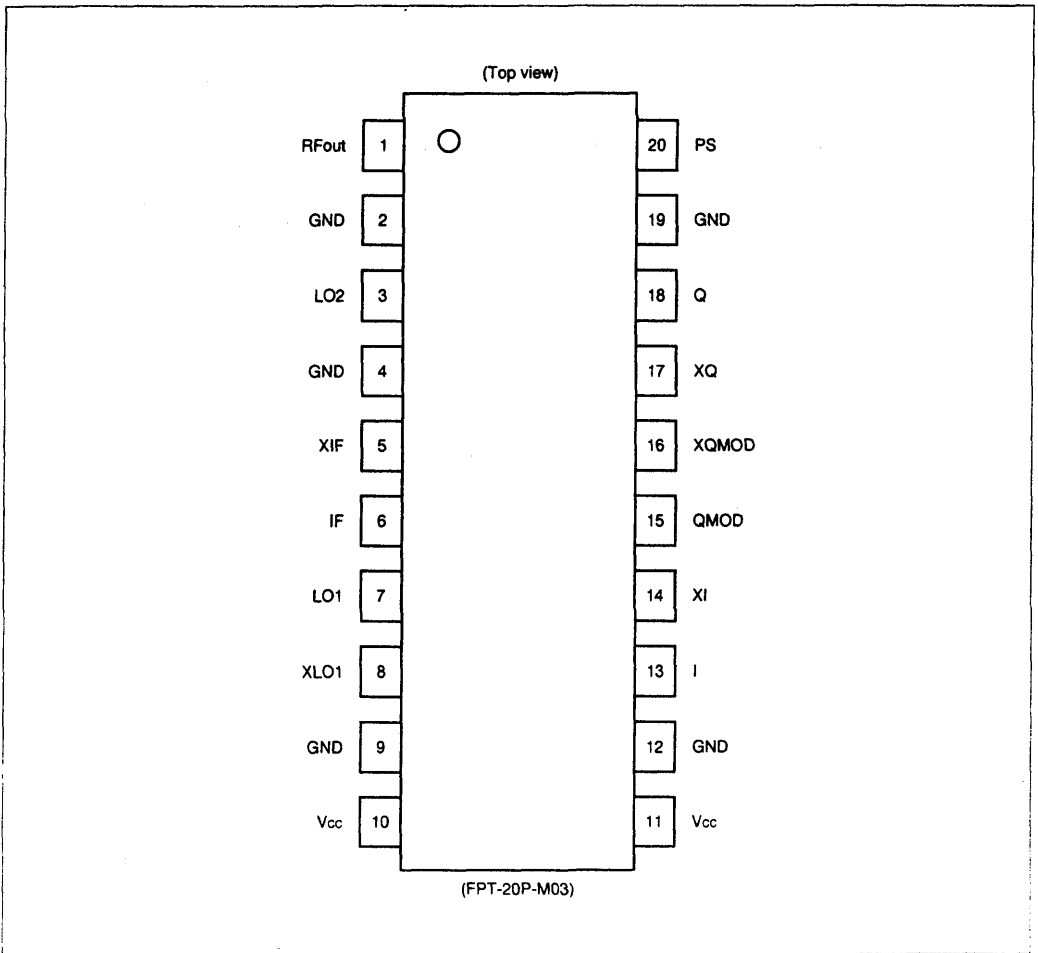 (Top view)
RFout 1 20 PS
GND 2 19 GND
LO2 3 18 Q
GND 4 17 XQ
XIF 5 16 XQMOD
IF 6 15 QMOD
LO1 7 14 XI
XLO1 8 13 I
GND 9 12 GND
Vcc 10 11 Vcc
(FPT-20P-M03)